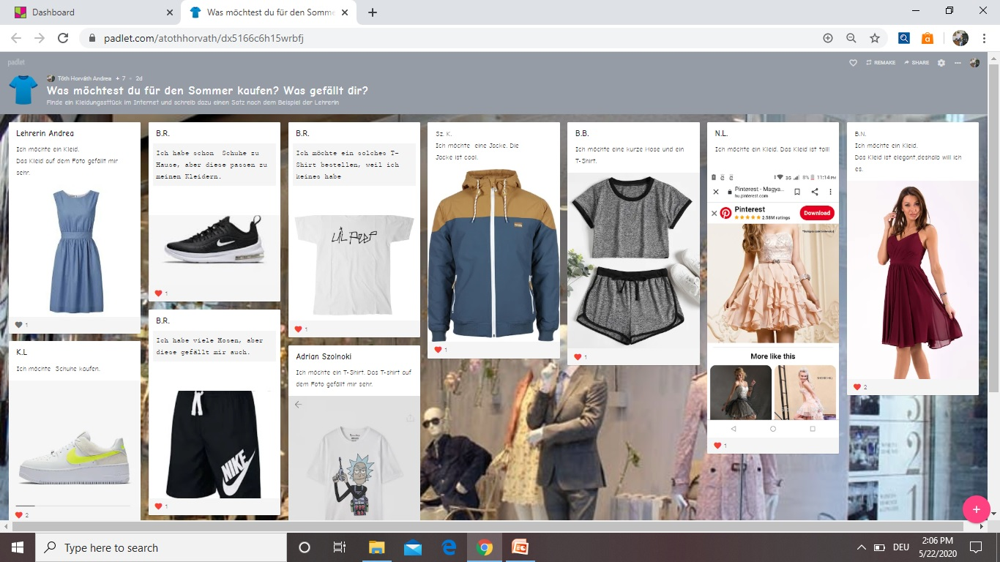 Dashboard
Was möchtest du für den Somme
padlet.com/atothhorvath/dx5166c6h15wrbfj
padlet
REMAKE
SHARE
Tóth Horváth Andrea + 7 • 2d
Was möchtest du für den Sommer kaufen? Was gefällt dir?
Finde ein Kleidungssttück im Internet und schreib dazu einen Satz nach dem Beispiel der Lehrerin
Lehrerin Andrea
Ich möchte ein Kleid.
Das Kleid auf dem Foto gefällt mir
sehr.
1
K.L
Ich möchte Schuhe kaufen.
2
B.R.
Ich habe schon Schuhe zu
Hause, aber diese passen zu
meinen Kleidern.
1
B.R.
Ich habe viele Hosen, aber
diese gefällt mir auch.
NIKE
1
B.R.
Ich möchte ein solches T-
Shirt bestellen, weil ich
keines habe
LIL PEEP
1
Adrian Szolnoki
Ich möchte ein T-Shirt. Das T-shirt auf
dem Foto gefällt mir sehr.
Sz. K.
Ich möchte eine Jacke. Die
Jacke ist cool.
1
B.B.
Ich möchte eine kurze Hose und ein
T-Shirt.
1
N.L.
Ich möchte ein Kleid. Das Kleid ist toll!
3G 8% 11:14 PM
Pinterest - Magya...
hu.pinterest.com
Pinterest
2.58M ratings
Download
More like this
1
B.N.
Ich möchte ein Kleid.
Das Kleid ist elegant,deshalb will ich
es.
2
Type here to search
DEU
2:06 PM
5/22/2020